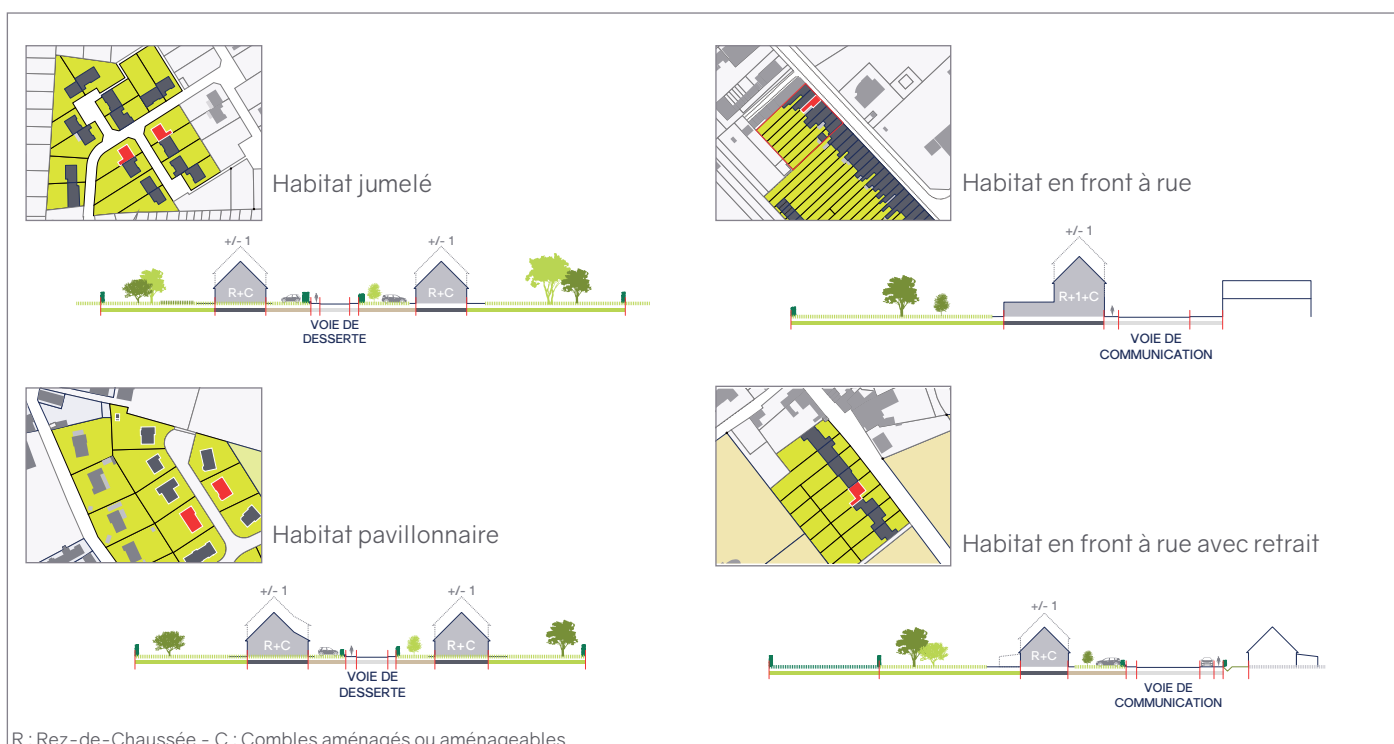 Habitat jumelé
+/- 1
+/- 1
R+C
R+C
VOIE DE
DESSERTE
Habitat en front à rue
+/- 1
R+1+C
VOIE DE
COMMUNICATION
Habitat pavillonnaire
+/- 1
+/- 1
R+C
R+C
VOIE DE
DESSERTE
Habitat en front à rue avec retrait
+/- 1
R+C
VOIE DE
COMMUNICATION
R : Rez-de-Chaussée - C : Combles aménagés ou aménageables